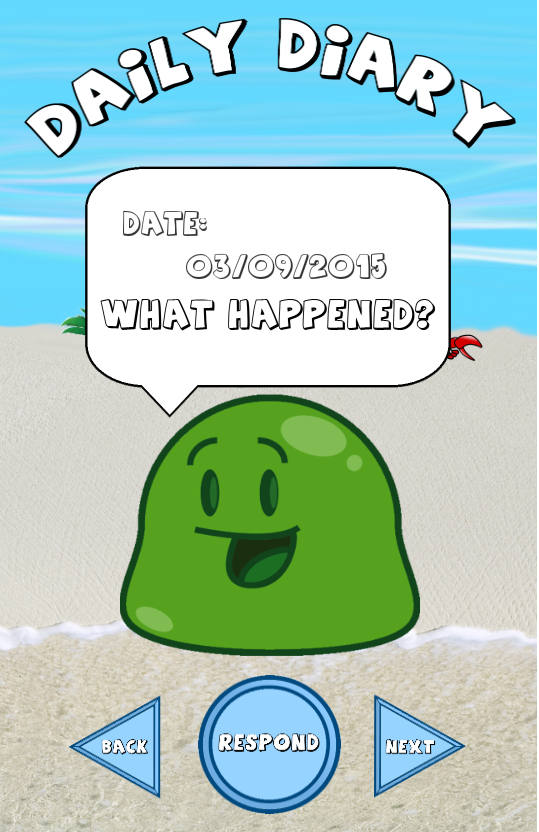 DAiLY DiARY
DATE:
03/09/2015
WHAT HAPPENED?
BACK
RESPOND
NEXT